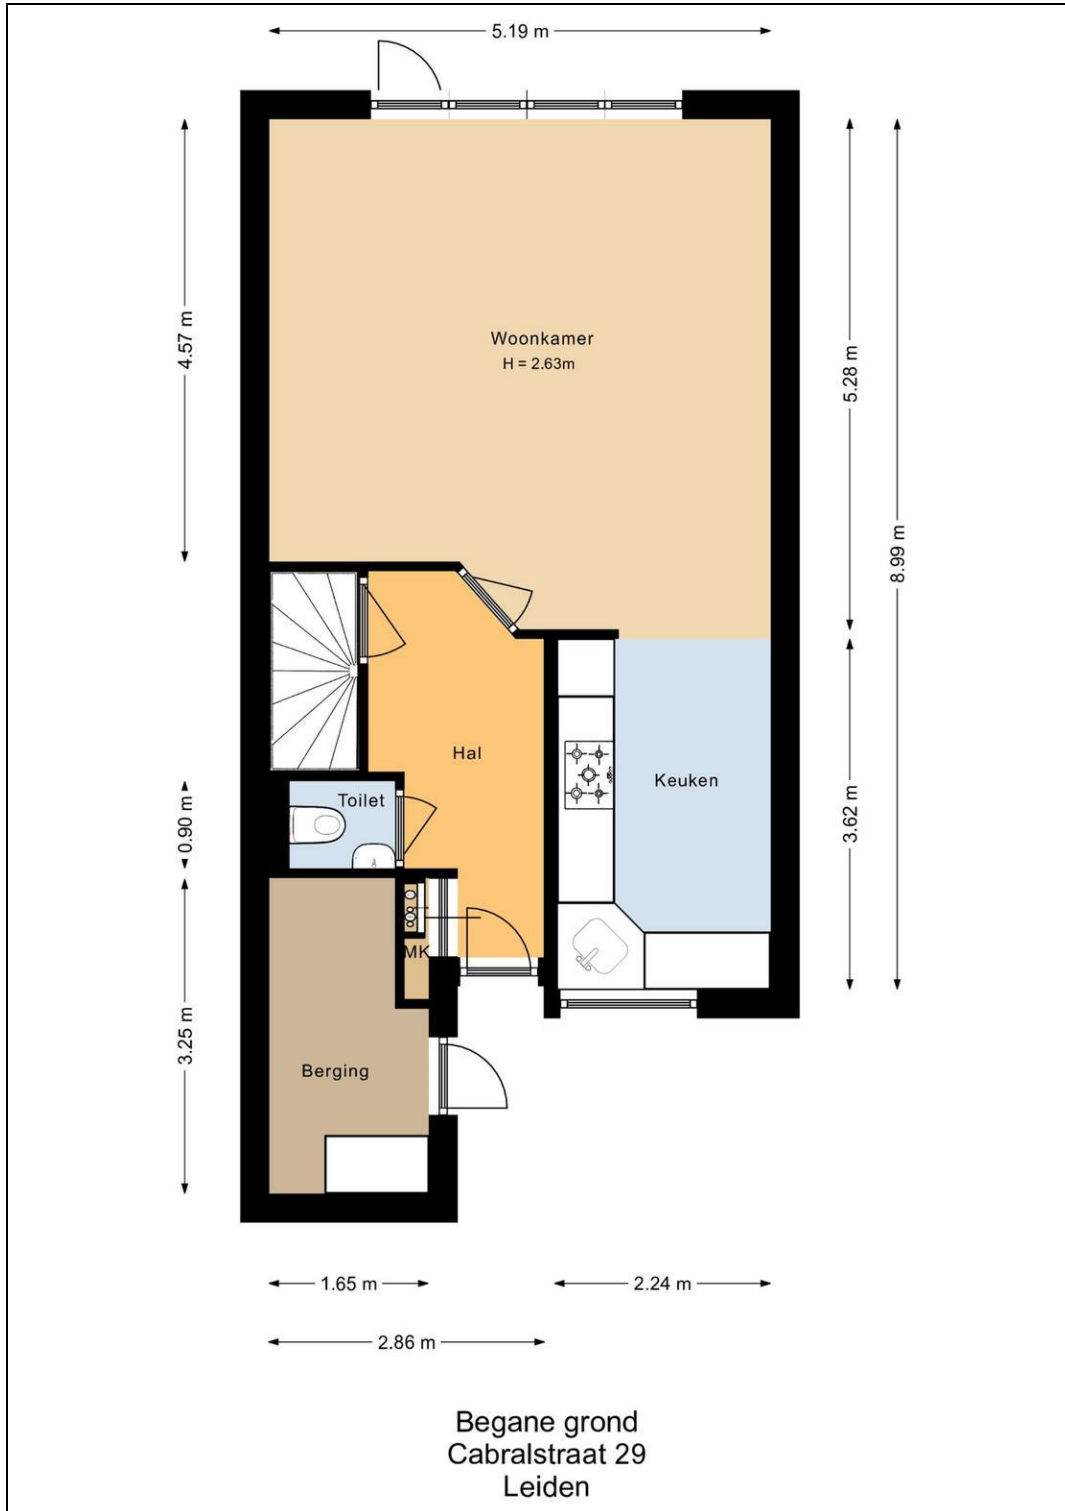 5.19 m
4.57 m
Woonkamer
H = 2.63m
5.28 m
8.99 m
Hal
Keuken
Toilet
0.90 m
3.62 m
MK
3.25 m
Berging
1.65 m
2.24 m
2.86 m
Begane grond
Cabralstraat 29
Leiden